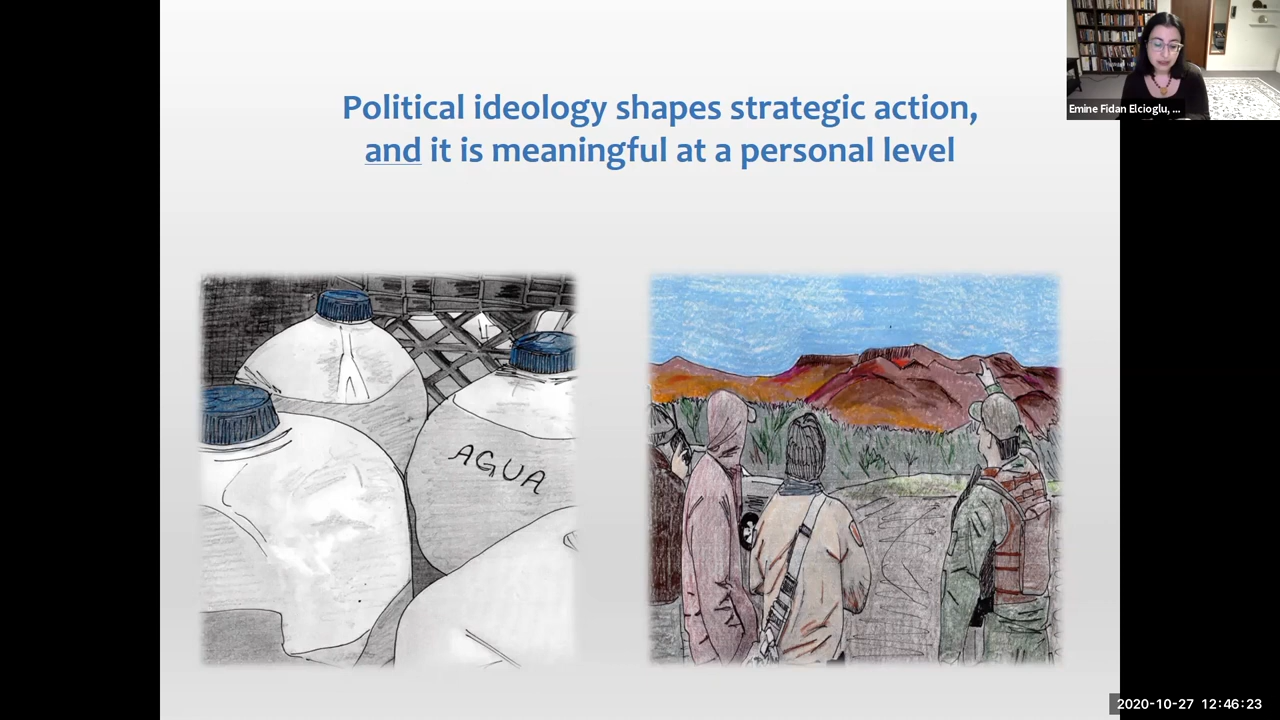 Political ideology shapes strategic action,
and it is meaningful at a personal level
Emine Fidan Elcioglu, ...
AGUA
2020-10-27 12:46:23